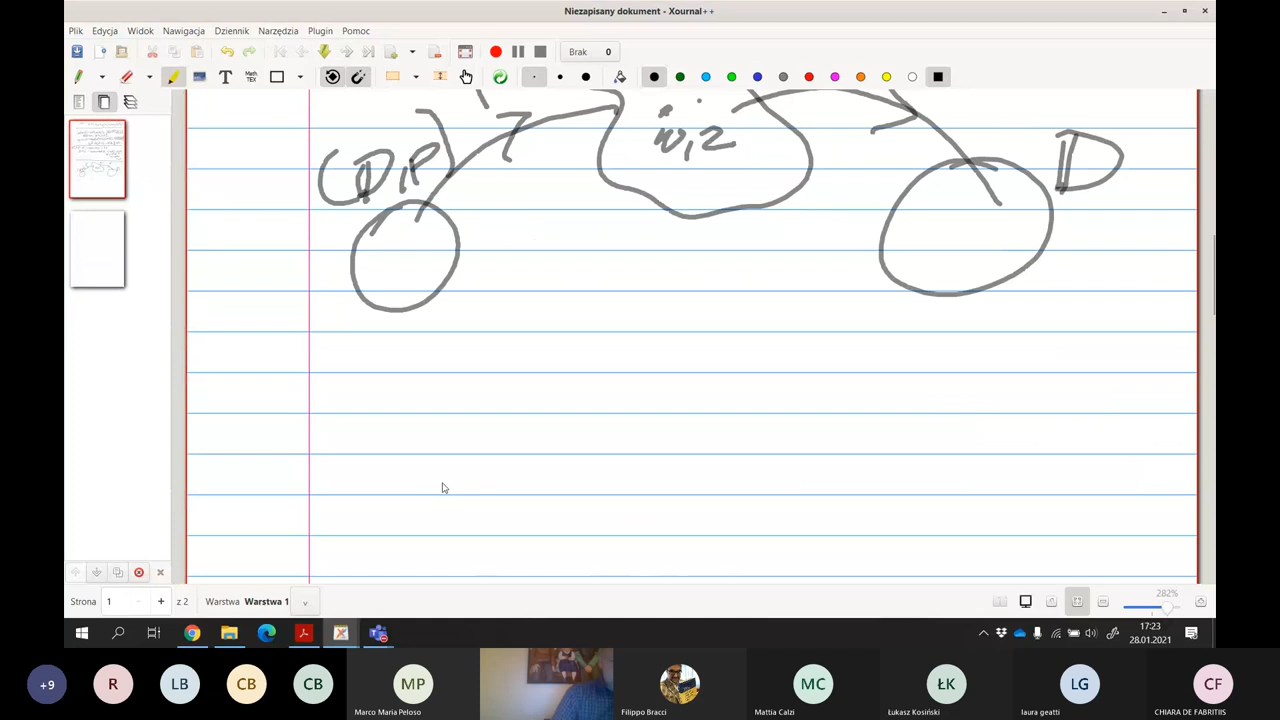 Niezapisany dokument - Xournal++
Plik Edycja Widok Nawigacja Dziennik Narzędzia Plugin Pomoc
Brak 0
T Math TEX
(D, P) w, z D
Strona 1 z 2 Warstwa Warstwa 1 282%
17:23
28.01.2021
+9 R LB CB CB MP MC ŁK LG CF
Marco Maria Peloso Filippo Bracci Mattia Calzi Łukasz Kosiński laura geatti CHIARA DE FABRITIIS